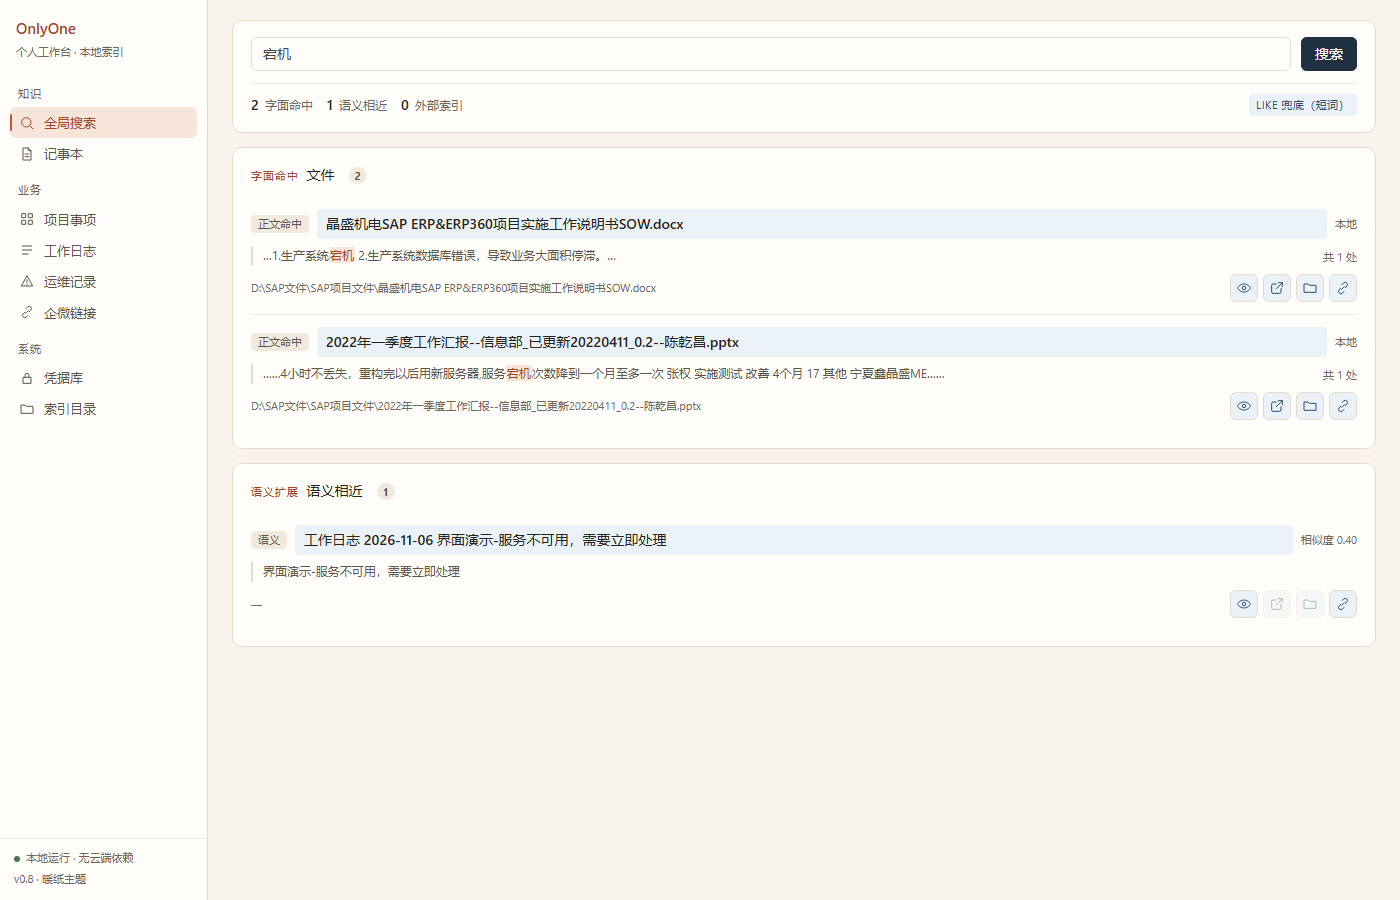 OnlyOne
个人工作台 · 本地索引
知识
全局搜索
记事本
业务
项目事项
工作日志
运维记录
企微链接
系统
凭据库
索引目录
本地运行 · 无云端依赖
v0.8 · 暖纸主题
宕机
搜索
2 字面命中 1 语义相近 0 外部索引
LIKE 兜底（短词）
字面命中 文件 2
正文命中 晶盛机电SAP ERP&ERP360项目实施工作说明书SOW.docx 本地
...1.生产系统宕机 2.生产系统数据库错误，导致业务大面积停滞。... 共 1 处
D:\SAP文件\SAP项目文件\晶盛机电SAP ERP&ERP360项目实施工作说明书SOW.docx
正文命中 2022年一季度工作汇报--信息部_已更新20220411_0.2--陈乾昌.pptx 本地
......4小时不丢失，重构完以后用新服务器,服务宕机次数降到一个月至多一次 张权 实施测试 改善 4个月 17 其他 宁夏鑫晶盛ME...... 共 1 处
D:\SAP文件\SAP项目文件\2022年一季度工作汇报--信息部_已更新20220411_0.2--陈乾昌.pptx
语义扩展 语义相近 1
语义 工作日志 2026-11-06 界面演示-服务不可用，需要立即处理 相似度 0.40
界面演示-服务不可用，需要立即处理
—